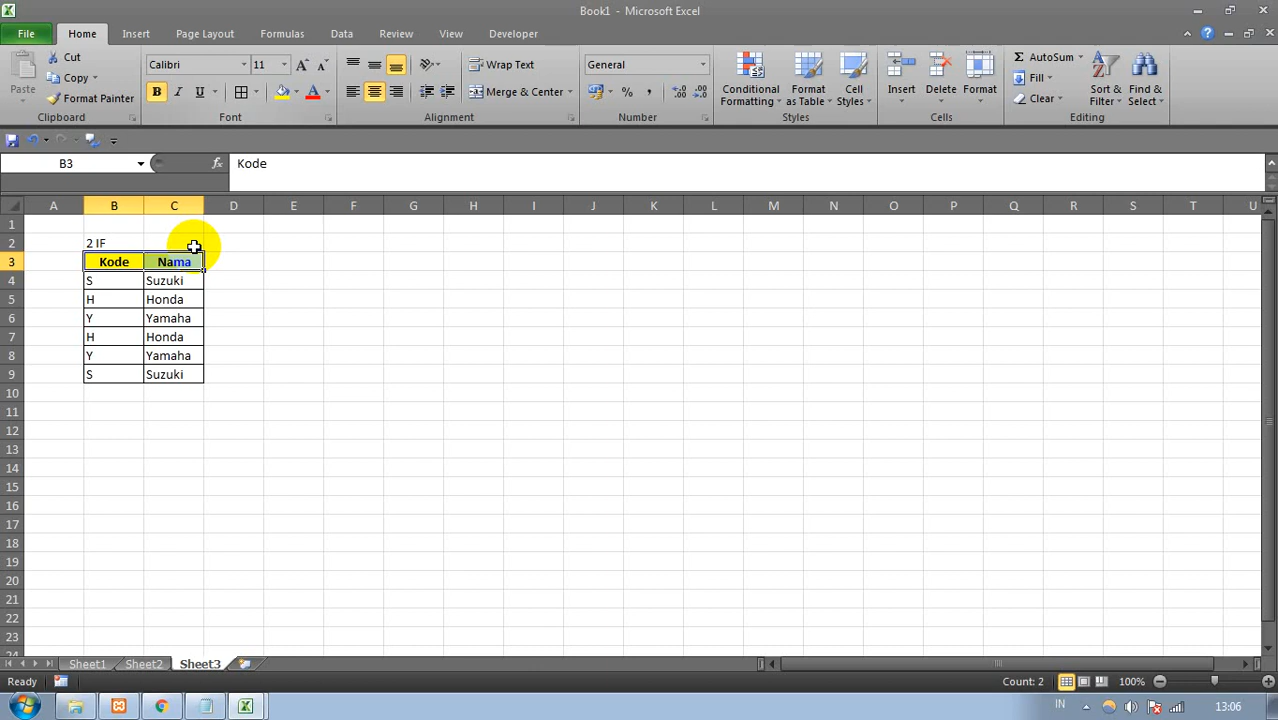 Book1 - Microsoft Excel
File Home Insert Page Layout Formulas Data Review View Developer
Cut
Copy
Format Painter
Paste
Calibri 11
B I U
Wrap Text
Merge & Center
General
% ,
Conditional Formatting
Format as Table
Cell Styles
Insert Delete Format
AutoSum
Fill
Clear
Sort & Filter
Find & Select
Clipboard Font Alignment Number Styles Cells Editing
B3 fx Kode
A B C D E F G H I J K L M N O P Q R S T U
1
2 2 IF
3 Kode Nama
4 S Suzuki
5 H Honda
6 Y Yamaha
7 H Honda
8 Y Yamaha
9 S Suzuki
10
11
12
13
14
15
16
17
18
19
20
21
22
23
24
Sheet1 Sheet2 Sheet3
Ready Count: 2 100%
IN 13:06